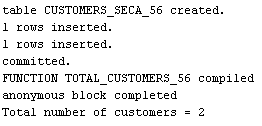 table CUSTOMERS_SECA_56 created.
1 rows inserted.
1 rows inserted.
committed.
FUNCTION TOTAL_CUSTOMERS_56 compiled
anonymous block completed
Total number of customers = 2